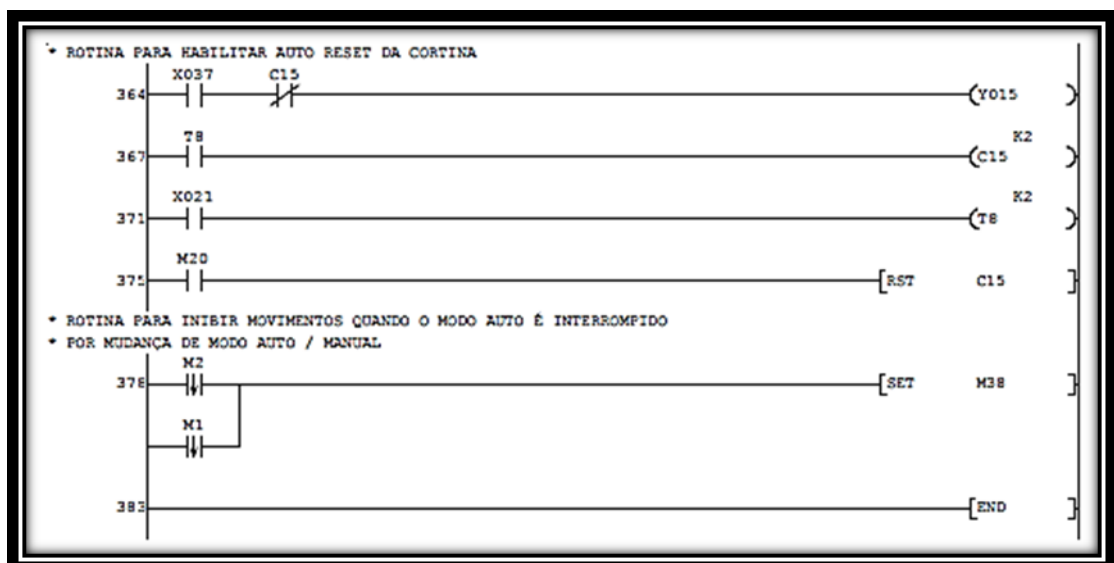 * ROTINA PARA HABILITAR AUTO RESET DA CORTINA
X037 C15
364 Y015
T8 K2
367 C15
X021 K2
371 T8
M20
375 RST C15
* ROTINA PARA INIBIR MOVIMENTOS QUANDO O MODO AUTO É INTERROMPIDO
* POR MUDANÇA DE MODO AUTO / MANUAL
M2
378 SET M38
M1
383 END